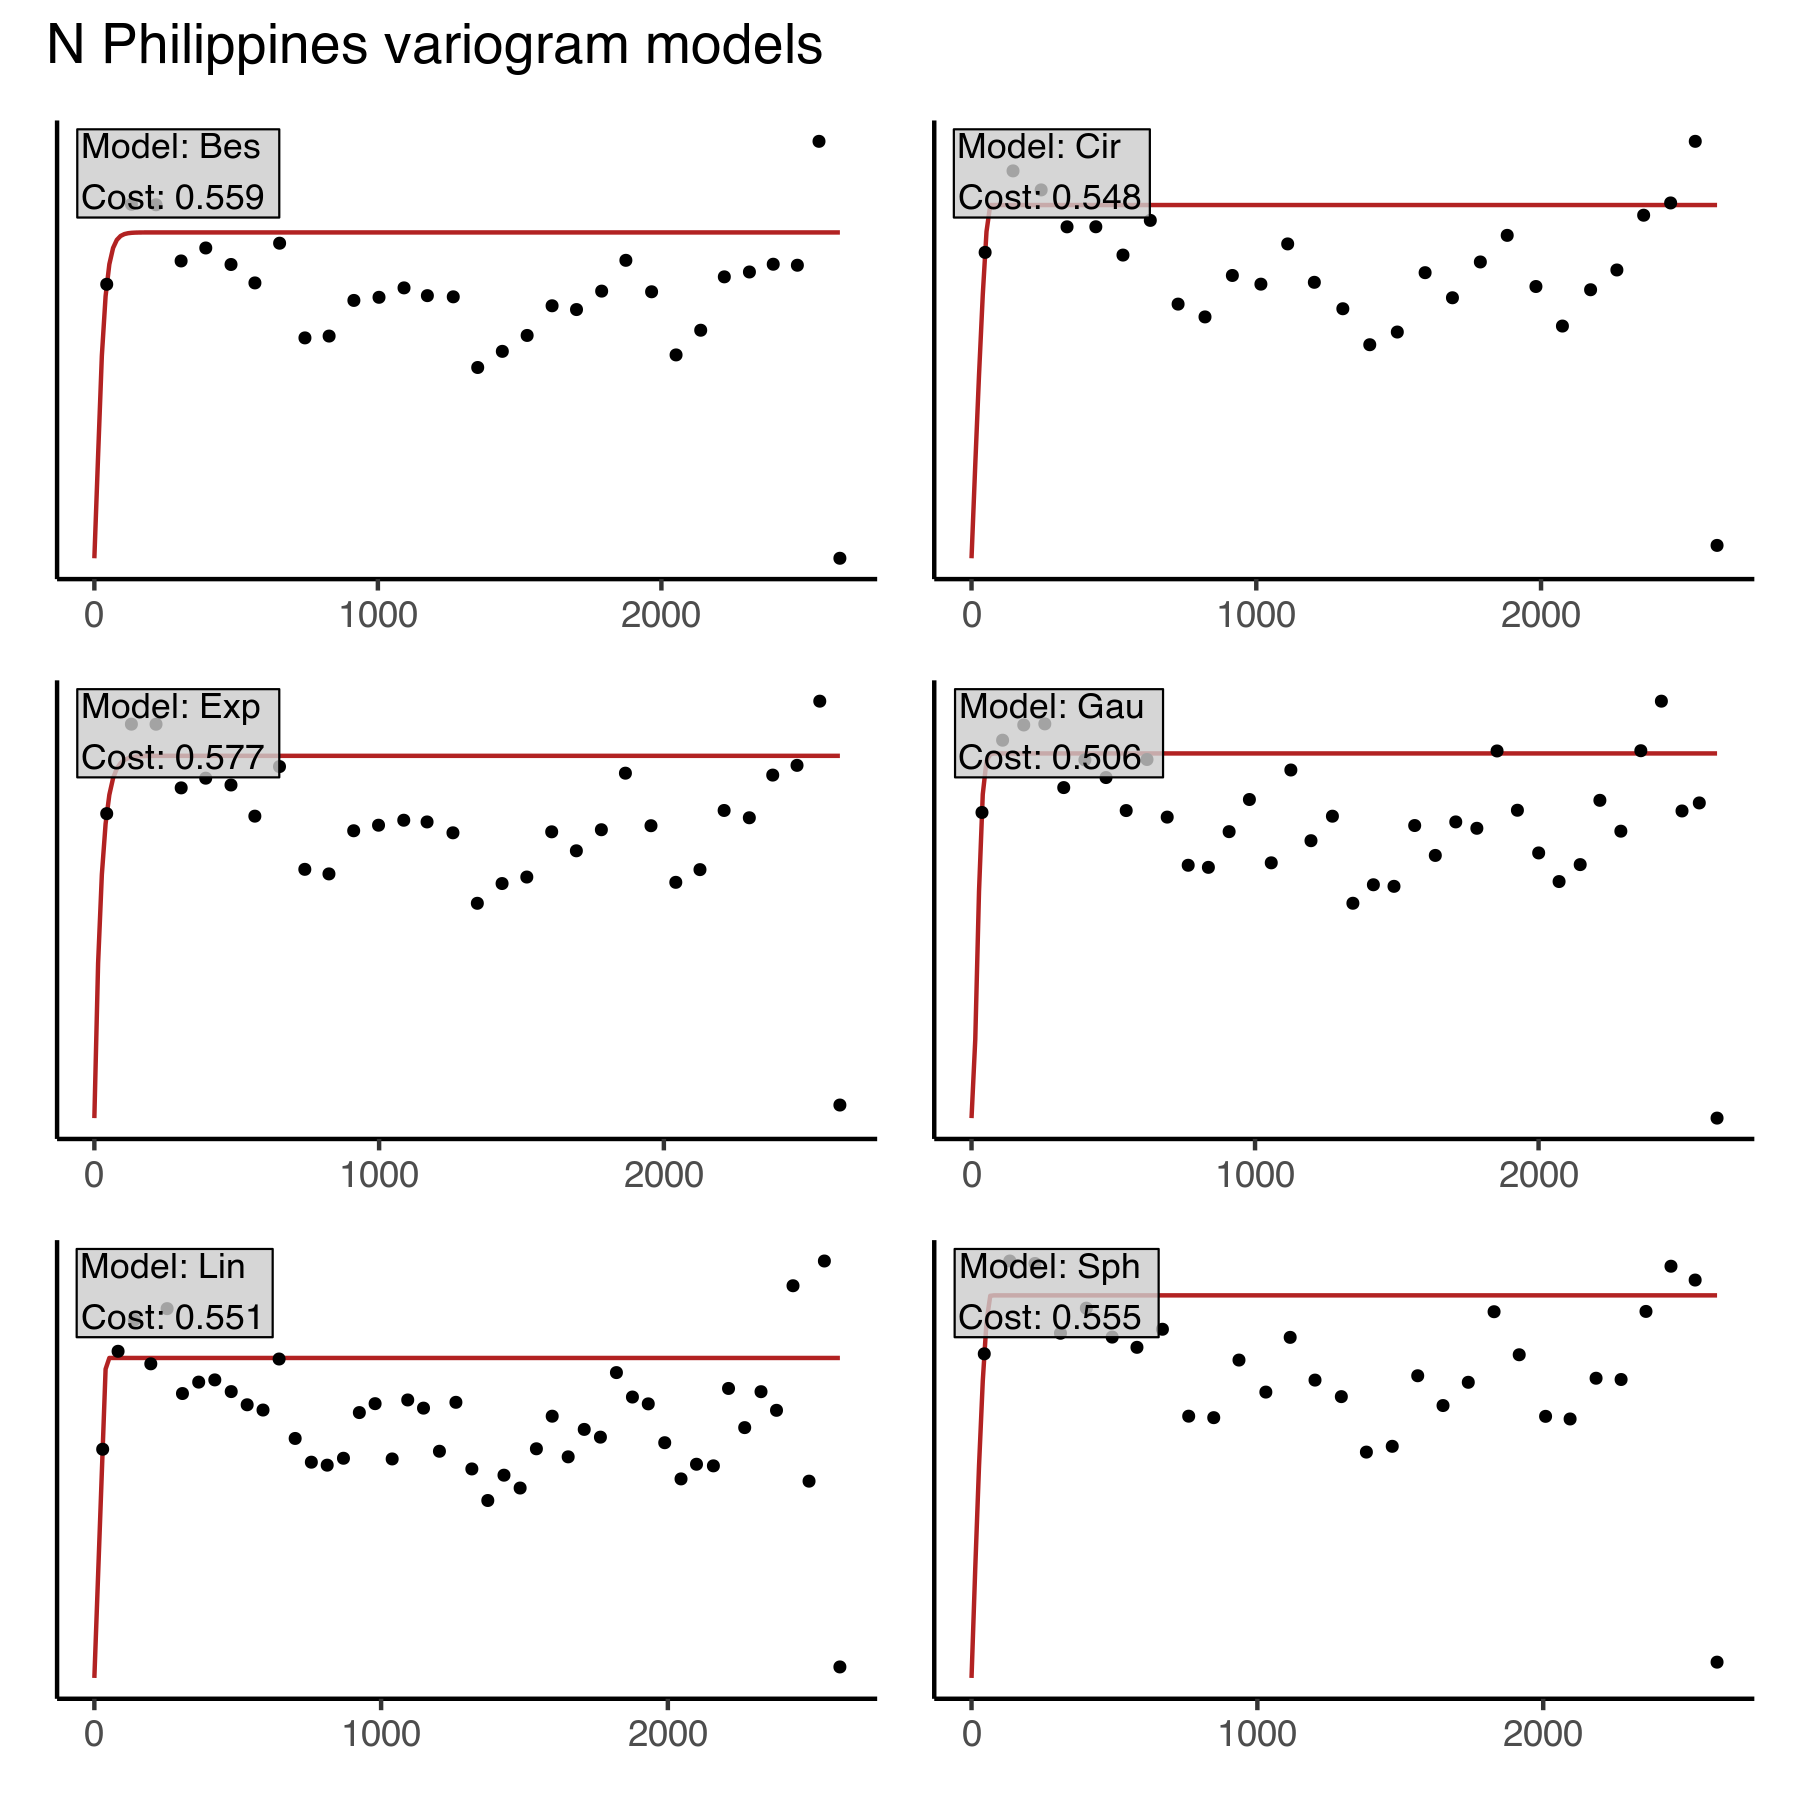 N Philippines variogram models
Model: Bes
Cost: 0.559
0 1000 2000
Model: Cir
Cost: 0.548
0 1000 2000
Model: Exp
Cost: 0.577
0 1000 2000
Model: Gau
Cost: 0.506
0 1000 2000
Model: Lin
Cost: 0.551
0 1000 2000
Model: Sph
Cost: 0.555
0 1000 2000